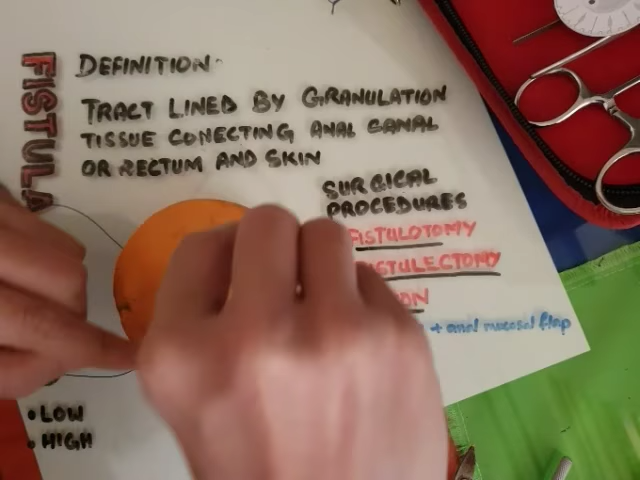 FISTULA
DEFINITION-
TRACT LINED BY GRANULATION
TISSUE CONECTING ANAL CANAL
OR RECTUM AND SKIN
SURGICAL
PROCEDURES
FISTULOTOMY
+ anal mucosal flap
• LOW
• HIGH